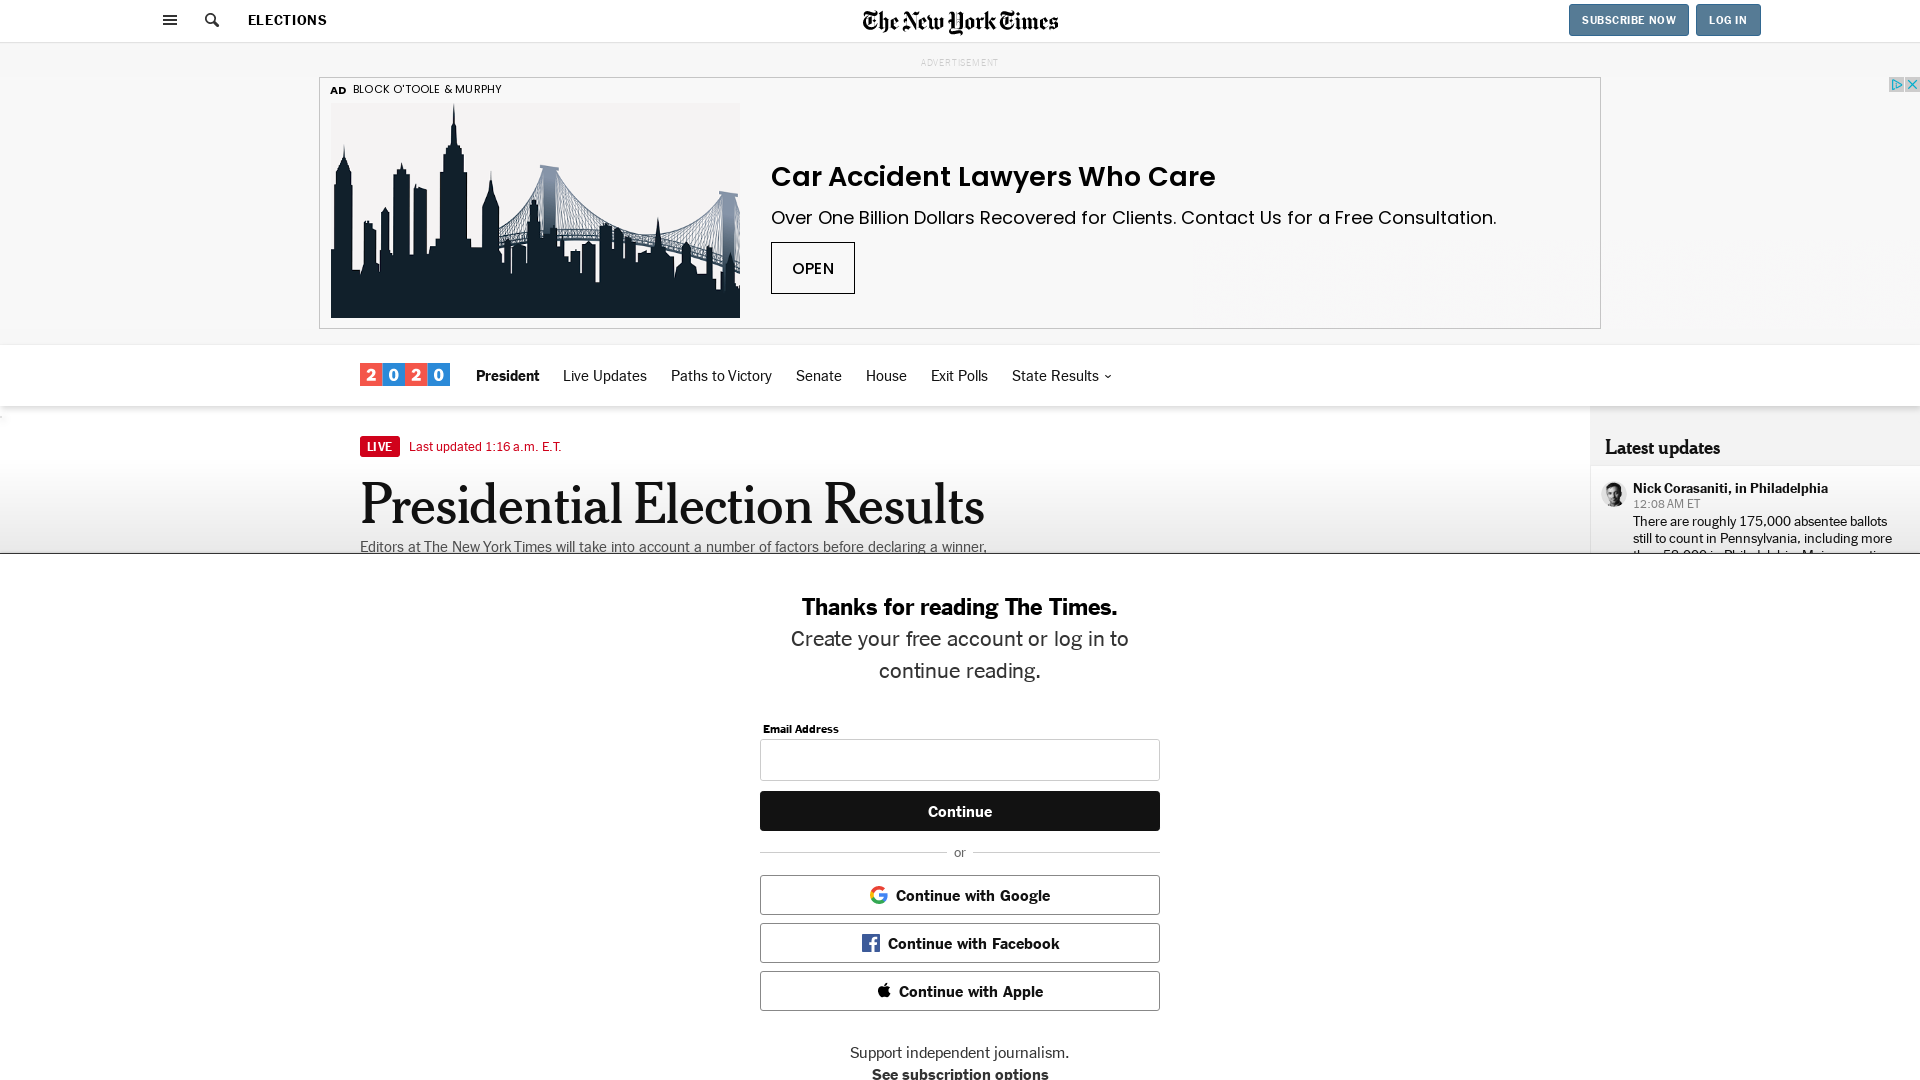 ELECTIONS
The New York Times
SUBSCRIBE NOW
LOG IN
ADVERTISEMENT
AD BLOCK O'TOOLE & MURPHY
Car Accident Lawyers Who Care
Over One Billion Dollars Recovered for Clients. Contact Us for a Free Consultation.
OPEN
2020
President
Live Updates
Paths to Victory
Senate
House
Exit Polls
State Results
LIVE Last updated 1:16 a.m. E.T.
Presidential Election Results
Editors at The New York Times will take into account a number of factors before declaring a winner,
Latest updates
Nick Corasaniti, in Philadelphia
12:08 AM ET
There are roughly 175,000 absentee ballots
still to count in Pennsylvania, including more
Thanks for reading The Times.
Create your free account or log in to
continue reading.
Email Address
Continue
or
Continue with Google
Continue with Facebook
Continue with Apple
Support independent journalism.
See subscription options